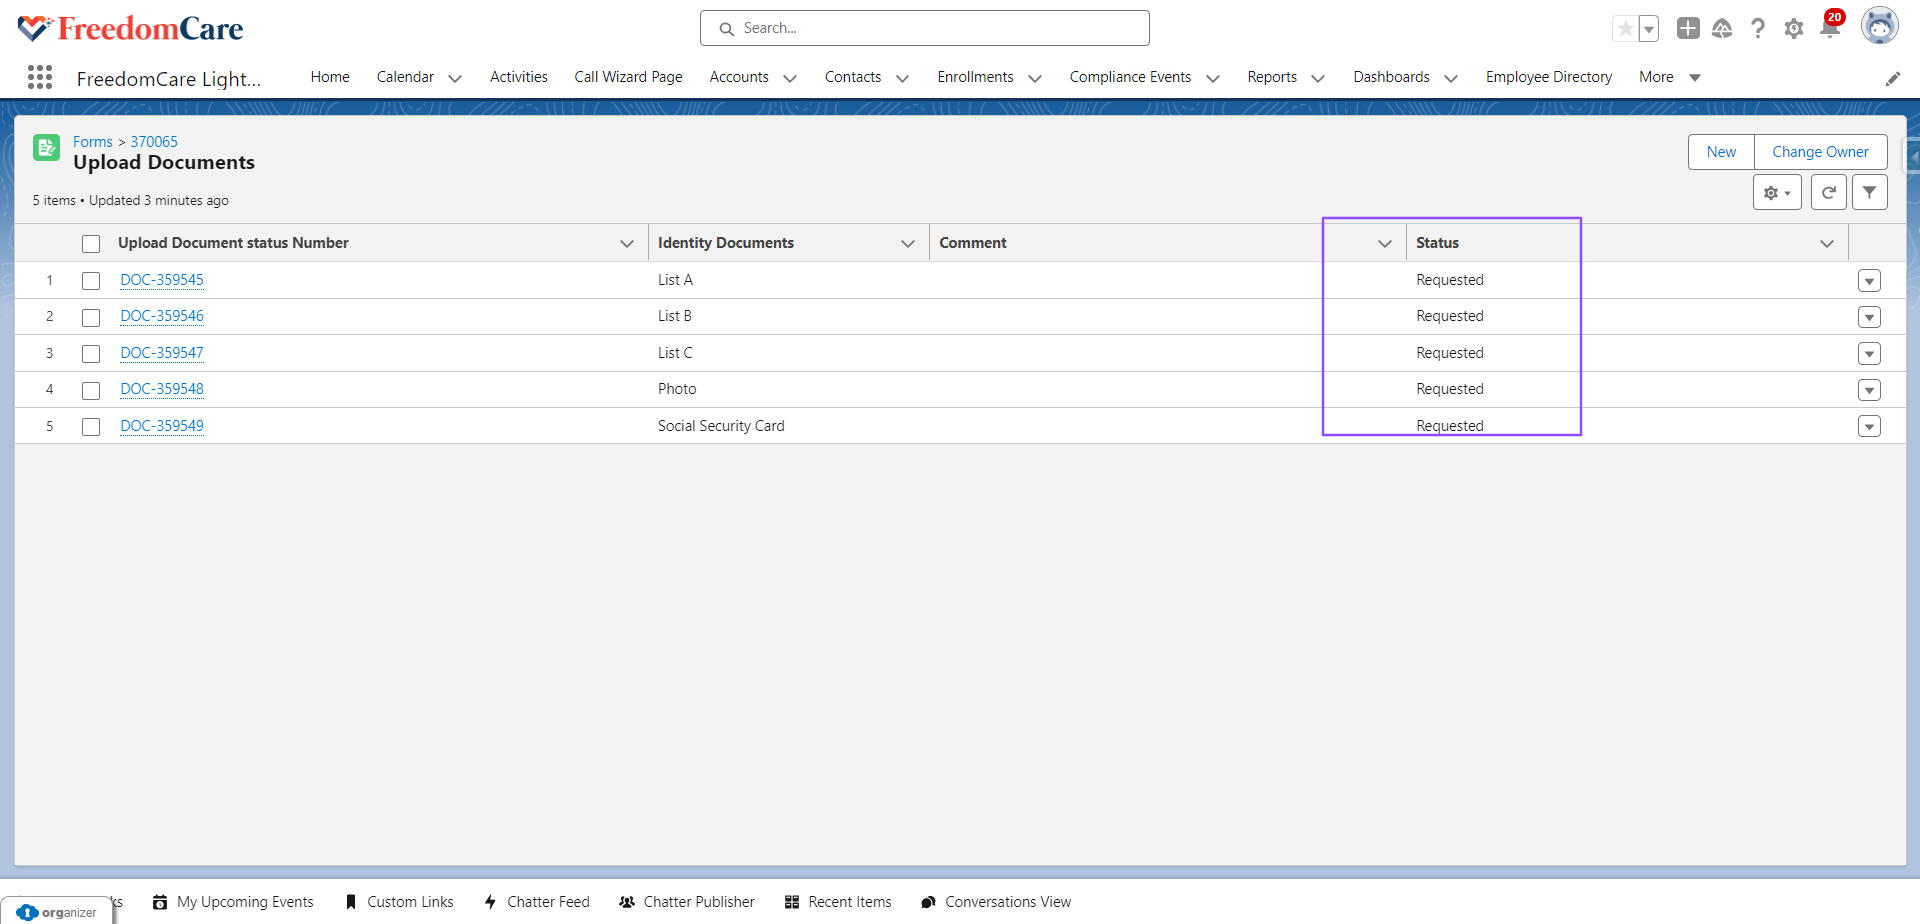 FreedomCare
Search...
20
FreedomCare Light...
Home
Calendar
Activities
Call Wizard Page
Accounts
Contacts
Enrollments
Compliance Events
Reports
Dashboards
Employee Directory
More
Forms > 370065
Upload Documents
New
Change Owner
5 items • Updated 3 minutes ago
Upload Document status Number
Identity Documents
Comment
Status
1 DOC-359545 List A Requested
2 DOC-359546 List B Requested
3 DOC-359547 List C Requested
4 DOC-359548 Photo Requested
5 DOC-359549 Social Security Card Requested
ks
My Upcoming Events
Custom Links
Chatter Feed
Chatter Publisher
Recent Items
Conversations View
organizer